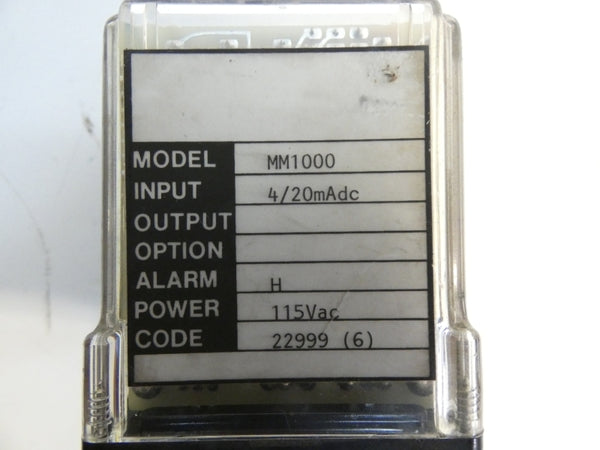 MODEL MM1000
INPUT 4/20mAdc
OUTPUT
OPTION
ALARM H
POWER 115Vac
CODE 22999 (6)